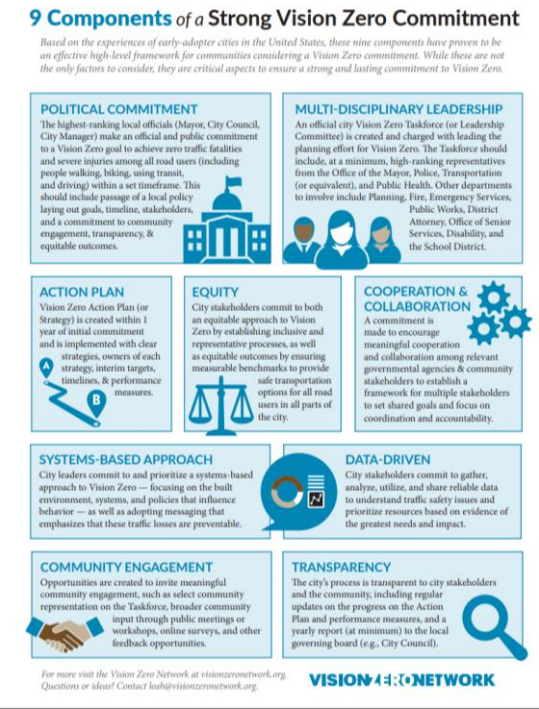 9 Components of a Strong Vision Zero Commitment
Based on the experiences of early-adopter cities in the United States, these nine components have proven to be
an effective high-level framework for communities considering a Vision Zero commitment. While these are not
the only factors to consider, they are critical aspects to ensure a strong and lasting commitment to Vision Zero.
POLITICAL COMMITMENT
The highest-ranking local officials (Mayor, City Council,
City Manager) make an official and public commitment
to a Vision Zero goal to achieve zero traffic fatalities
and severe injuries among all road users (including
people walking, biking, using transit,
and driving) within a set timeframe. This
should include passage of a local policy
laying out goals, timeline, stakeholders,
and a commitment to community
engagement, transparency, &
equitable outcomes.
MULTI-DISCIPLINARY LEADERSHIP
An official city Vision Zero Taskforce (or Leadership
Committee) is created and charged with leading the
planning effort for Vision Zero. The Taskforce should
include, at a minimum, high-ranking representatives
from the Office of the Mayor, Police, Transportation
(or equivalent), and Public Health. Other departments
to involve include Planning, Fire, Emergency Services,
Public Works, District
Attorney, Office of Senior
Services, Disability, and
the School District.
ACTION PLAN
Vision Zero Action Plan (or
Strategy) is created within 1
year of initial commitment
and is implemented with clear
strategies, owners of each
strategy, interim targets,
timelines, & performance
measures.
A
B
EQUITY
City stakeholders commit to both
an equitable approach to Vision
Zero by establishing inclusive and
representative processes, as well
as equitable outcomes by ensuring
measurable benchmarks to provide
safe transportation
options for all road
users in all parts of
the city.
COOPERATION &
COLLABORATION
A commitment is
made to encourage
meaningful cooperation
and collaboration among relevant
governmental agencies & community
stakeholders to establish a
framework for multiple stakeholders
to set shared goals and focus on
coordination and accountability.
SYSTEMS-BASED APPROACH
City leaders commit to and prioritize a systems-based
approach to Vision Zero — focusing on the built
environment, systems, and policies that influence
behavior — as well as adopting messaging that
emphasizes that these traffic losses are preventable.
DATA-DRIVEN
City stakeholders commit to gather,
analyze, utilize, and share reliable data
to understand traffic safety issues and
prioritize resources based on evidence of
the greatest needs and impact.
COMMUNITY ENGAGEMENT
Opportunities are created to invite meaningful
community engagement, such as select community
representation on the Taskforce, broader community
input through public meetings or
workshops, online surveys, and other
feedback opportunities.
TRANSPARENCY
The city's process is transparent to city stakeholders
and the community, including regular
updates on the progress on the Action
Plan and performance measures, and a
yearly report (at minimum) to the local
governing board (e.g., City Council).
For more visit the Vision Zero Network at visionzeronetwork.org.
Questions or ideas? Contact leah@visionzeronetwork.org.
VISION ZERO NETWORK